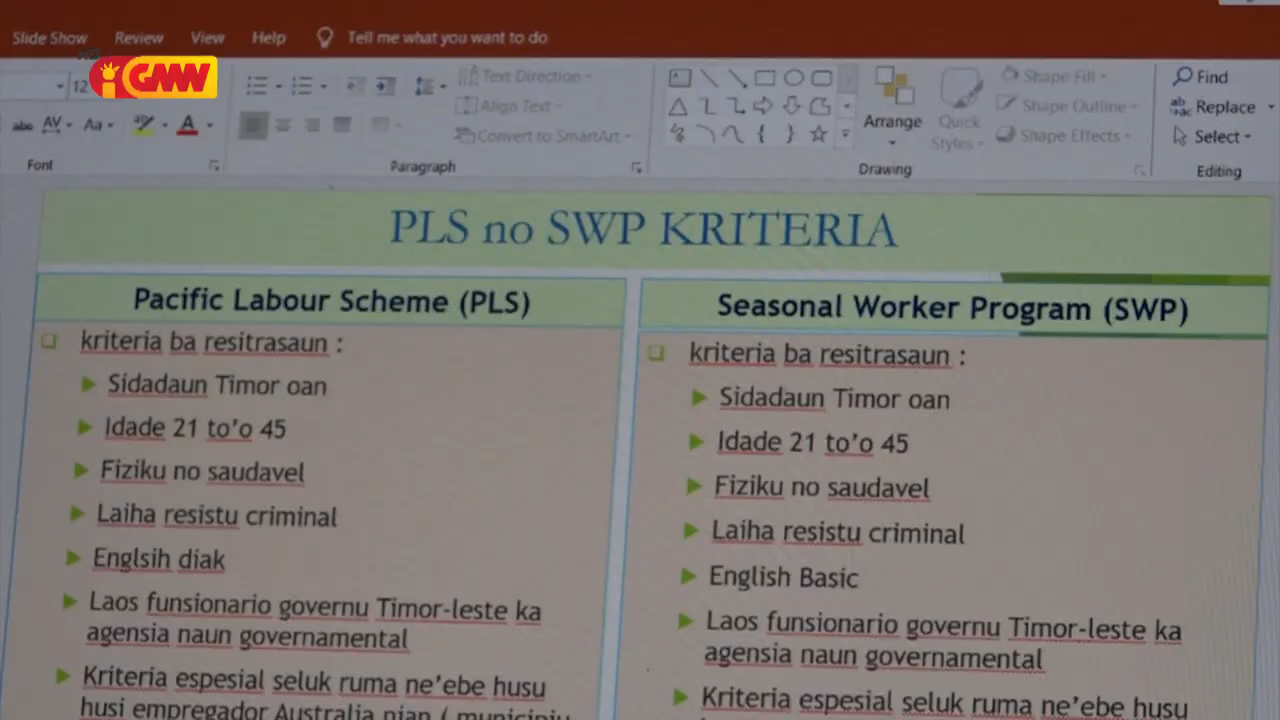 Slide Show Review View Help Tell me what you want to do
GMW
12
Text Direction
Align Text
Convert to SmartArt
Arrange
Quick Styles
Shape Fill
Shape Outline
Shape Effects
Find
Replace
Select
abc AV Aa A
Font Paragraph Drawing Editing
PLS no SWP KRITERIA
Pacific Labour Scheme (PLS)
kriteria ba resitrasaun :
Sidadaun Timor oan
Idade 21 to’o 45
Fiziku no saudavel
Laiha resistu criminal
Englsih diak
Laos funsionario governu Timor-leste ka
agensia naun governamental
Kriteria espesial seluk ruma ne’ebe husu
husi empregador Australia nian ( municipiu
Seasonal Worker Program (SWP)
kriteria ba resitrasaun :
Sidadaun Timor oan
Idade 21 to’o 45
Fiziku no saudavel
Laiha resistu criminal
English Basic
Laos funsionario governu Timor-leste ka
agensia naun governamental
Kriteria espesial seluk ruma ne’ebe husu